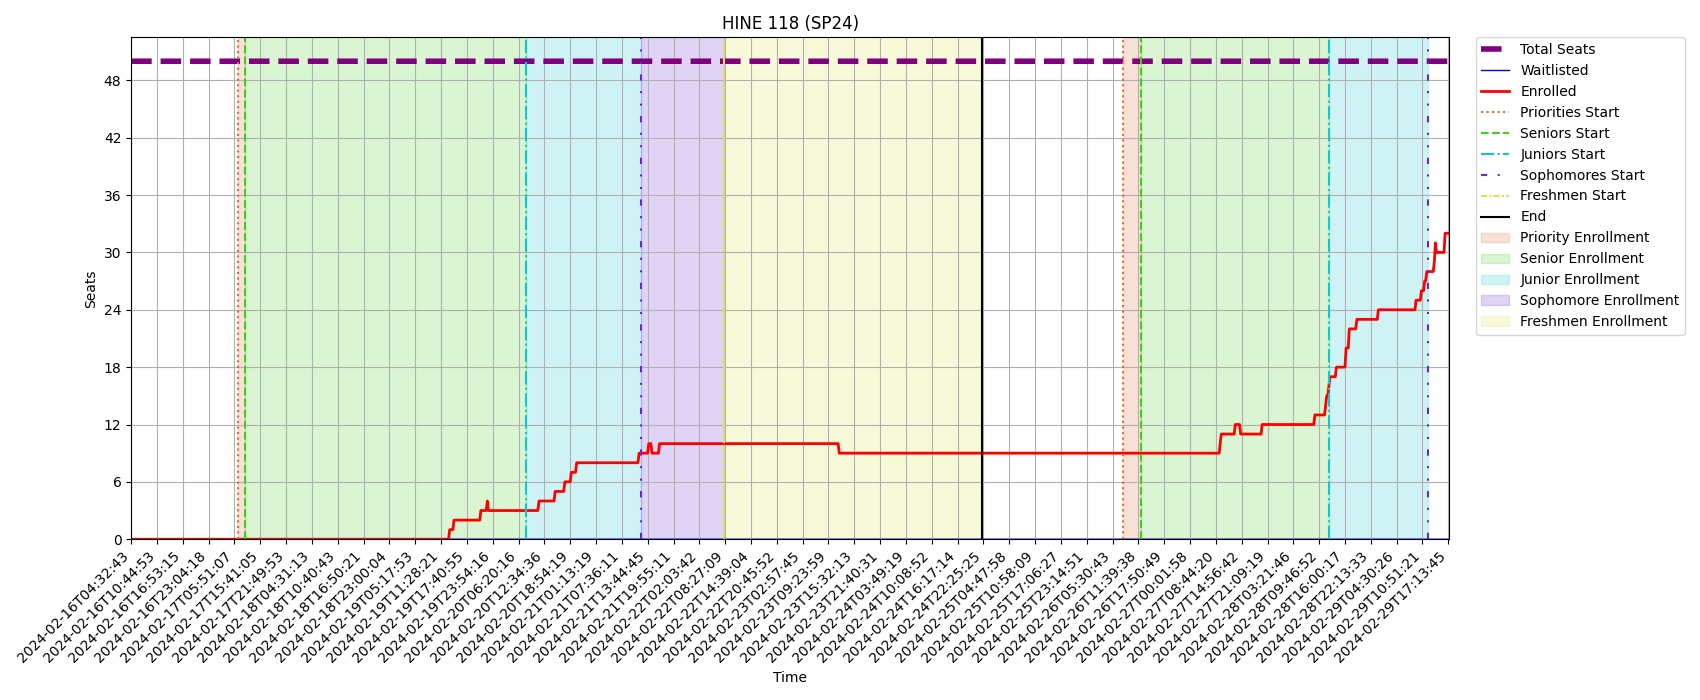 HINE 118 (SP24)
Total Seats
Waitlisted
Enrolled
Priorities Start
Seniors Start
Juniors Start
Sophomores Start
Freshmen Start
End
Priority Enrollment
Senior Enrollment
Junior Enrollment
Sophomore Enrollment
Freshmen Enrollment
Seats
48
42
36
30
24
18
12
6
0
2024-02-16T04:32:43
2024-02-16T10:44:53
2024-02-16T16:53:15
2024-02-16T23:04:18
2024-02-17T05:51:07
2024-02-17T15:41:05
2024-02-17T21:49:53
2024-02-18T04:31:13
2024-02-18T10:40:43
2024-02-18T16:50:21
2024-02-18T23:00:04
2024-02-19T05:17:53
2024-02-19T11:28:21
2024-02-19T17:40:55
2024-02-19T23:54:16
2024-02-20T06:20:16
2024-02-20T12:34:36
2024-02-20T18:54:19
2024-02-21T01:13:19
2024-02-21T07:36:11
2024-02-21T13:44:45
2024-02-21T19:55:11
2024-02-22T02:03:42
2024-02-22T08:27:09
2024-02-22T14:39:04
2024-02-22T20:45:52
2024-02-23T02:57:45
2024-02-23T09:23:59
2024-02-23T15:32:13
2024-02-23T21:40:31
2024-02-24T03:49:19
2024-02-24T10:08:52
2024-02-24T16:17:14
2024-02-24T22:25:25
2024-02-25T04:47:58
2024-02-25T10:58:09
2024-02-25T17:06:27
2024-02-25T23:14:51
2024-02-26T05:30:43
2024-02-26T11:39:38
2024-02-26T17:50:49
2024-02-27T00:01:58
2024-02-27T08:44:20
2024-02-27T14:56:42
2024-02-27T21:09:19
2024-02-28T03:21:46
2024-02-28T09:46:52
2024-02-28T16:00:17
2024-02-28T22:13:33
2024-02-29T04:30:26
2024-02-29T10:51:21
2024-02-29T17:13:45
Time